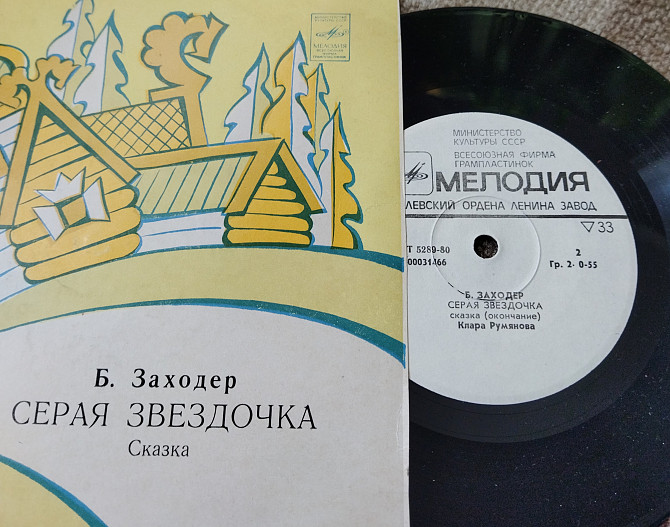 МЕЛОДИЯ
Б. Заходер
СЕРАЯ ЗВЕЗДОЧКА
Сказка
МИНИСТЕРСТВО
КУЛЬТУРЫ СССР
ВСЕСОЮЗНАЯ ФИРМА
ГРАМПЛАСТИНОК
МЕЛОДИЯ
ЛЕВСКИЙ ОРДЕНА ЛЕНИНА ЗАВОД
33
Т 5289-80
2
00031466
Гр. 2- 0-55
Б. ЗАХОДЕР
СЕРАЯ ЗВЕЗДОЧКА
сказка (окончание)
Клара Румянова